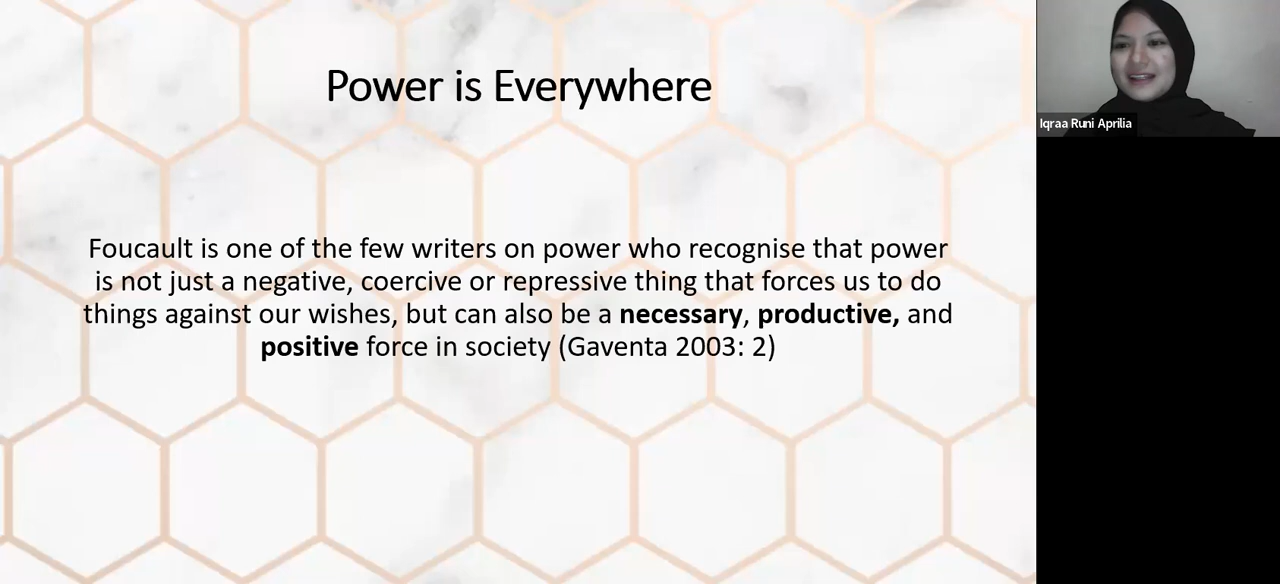 Power is Everywhere
Foucault is one of the few writers on power who recognise that power
is not just a negative, coercive or repressive thing that forces us to do
things against our wishes, but can also be a necessary, productive, and
positive force in society (Gaventa 2003: 2)
Iqraa Runi Aprilia